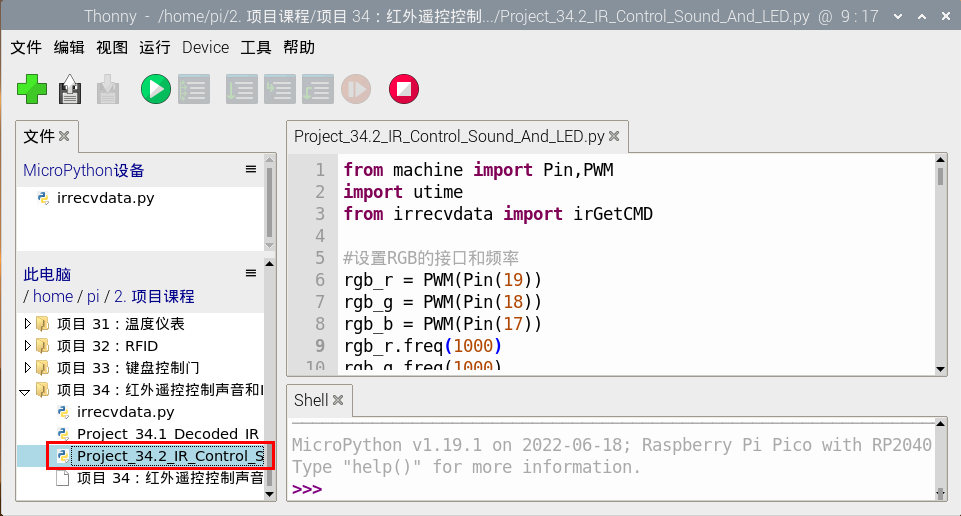 Thonny - /home/pi/2. 项目课程/项目 34：红外遥控控制.../Project_34.2_IR_Control_Sound_And_LED.py @ 9 : 17
文件 编辑 视图 运行 Device 工具 帮助
文件
MicroPython设备
irrecvdata.py
此电脑
/ home / pi / 2. 项目课程
项目 31：温度仪表
项目 32：RFID
项目 33：键盘控制门
项目 34：红外遥控控制声音和
irrecvdata.py
Project_34.1_Decoded_IR
Project_34.2_IR_Control_S
项目 34：红外遥控控制声音
Project_34.2_IR_Control_Sound_And_LED.py
1 from machine import Pin,PWM
2 import utime
3 from irrecvdata import irGetCMD
4
5 #设置RGB的接口和频率
6 rgb_r = PWM(Pin(19))
7 rgb_g = PWM(Pin(18))
8 rgb_b = PWM(Pin(17))
9 rgb_r.freq(1000)
10 rgb_g.freq(1000)
Shell
MicroPython v1.19.1 on 2022-06-18; Raspberry Pi Pico with RP2040
Type "help()" for more information.
>>>